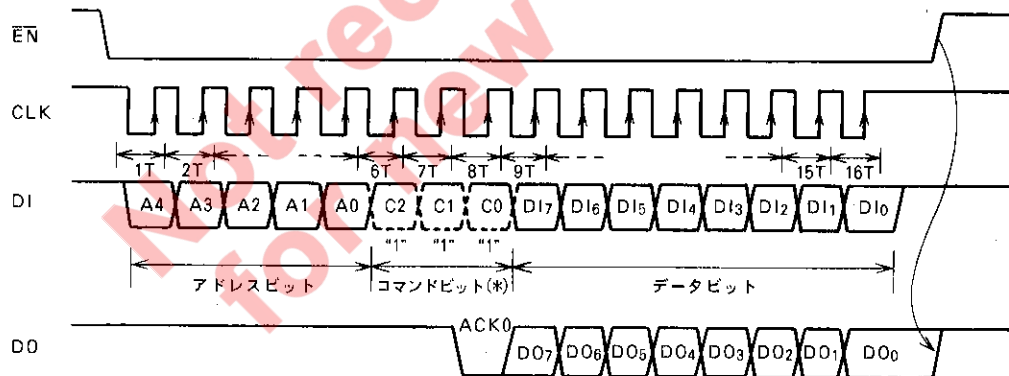 EN
CLK
1T 2T 6T 7T 8T 9T 15T 16T
DI A4 A3 A2 A1 A0 C2 C1 C0 DI7 DI6 DI5 DI4 DI3 DI2 DI1 DI0
"1" "1" "1"
アドレスビット コマンドビット(*) データビット
ACK0
DO DO7 DO6 DO5 DO4 DO3 DO2 DO1 DO0
Not
for new